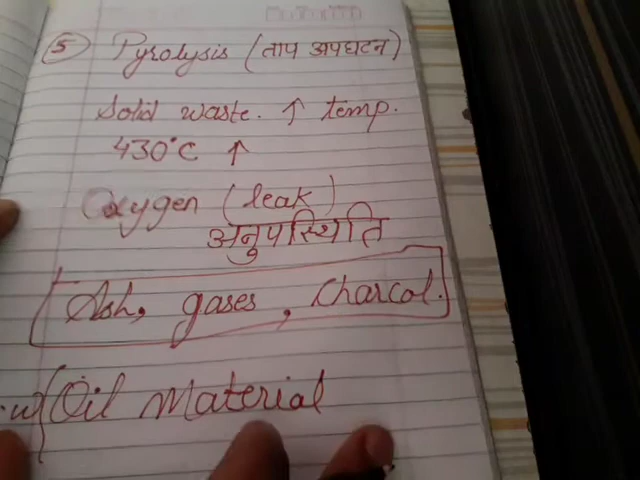 5 Pyrolysis (ताप अपघटन)
Solid waste. ↑ temp.
430°C ↑
Oxygen (leak)
अनुपस्थिति
Ash, gases, Charcol.
Oil Material